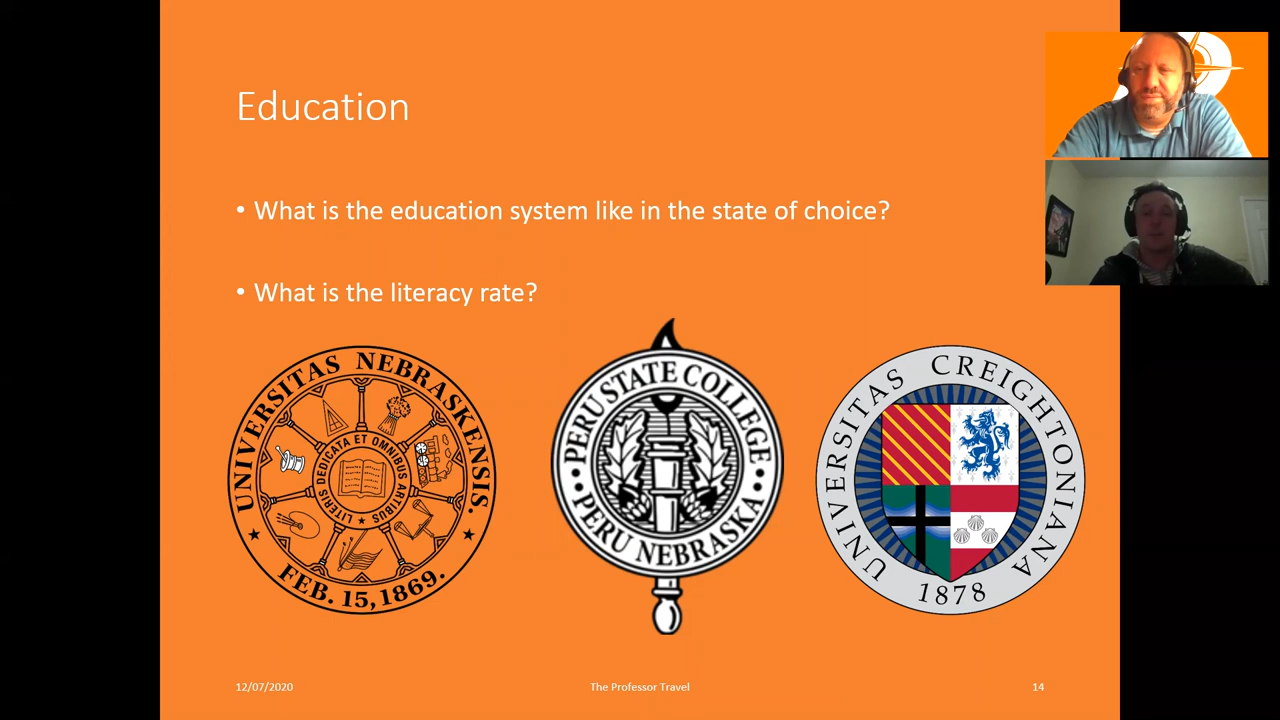 Education
• What is the education system like in the state of choice?
• What is the literacy rate?
UNIVERSITAS NEBRASKENSIS.
LITERIS DEDICATA ET OMNIBUS ARTIBUS
★ FEB. 15, 1869. ★
PERU STATE COLLEGE
• PERU NEBRASKA •
UNIVERSITAS CREIGHTONIANA
1878
12/07/2020
The Professor Travel
14